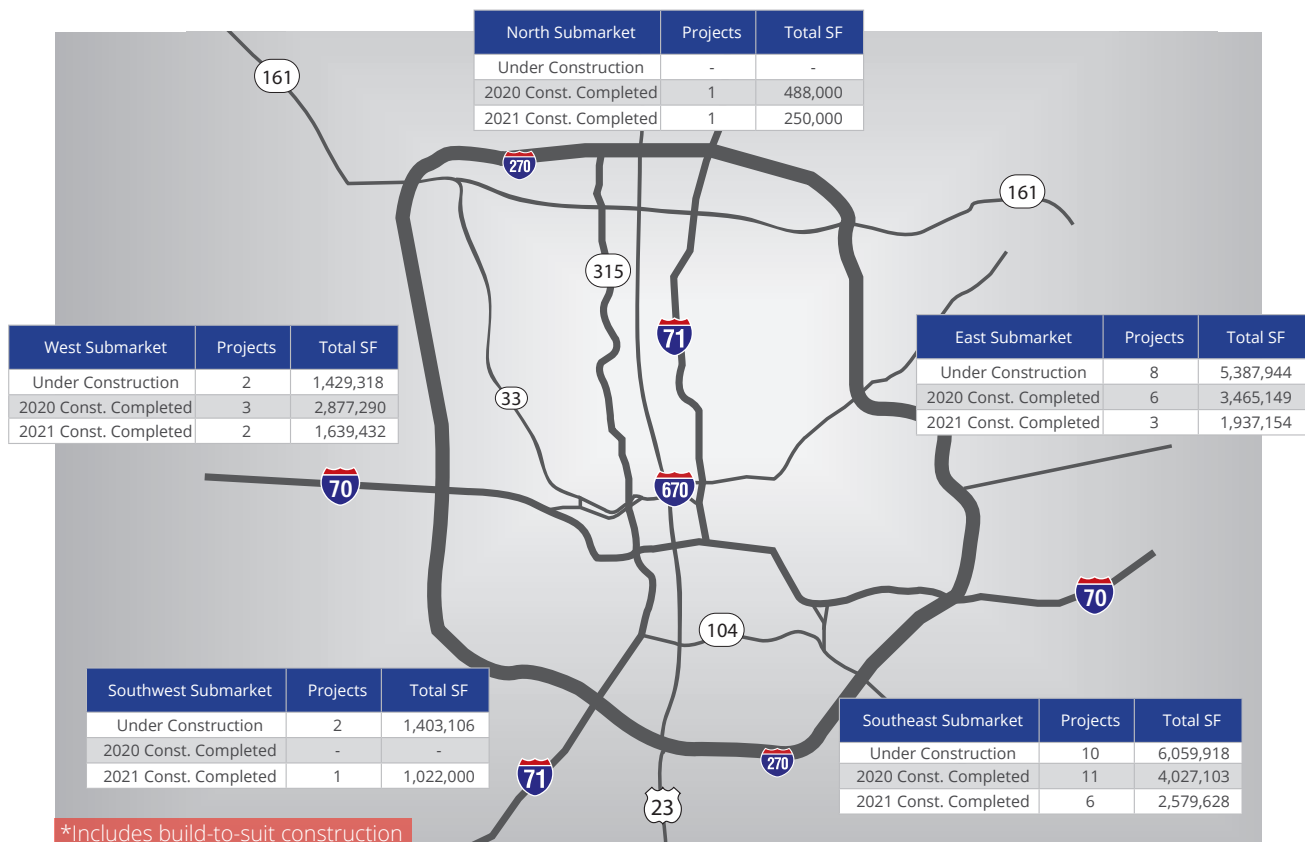 North Submarket Projects Total SF
Under Construction - -
2020 Const. Completed 1 488,000
2021 Const. Completed 1 250,000
161
270
161
315
71
West Submarket Projects Total SF
Under Construction 2 1,429,318
2020 Const. Completed 3 2,877,290
2021 Const. Completed 2 1,639,432
East Submarket Projects Total SF
Under Construction 8 5,387,944
2020 Const. Completed 6 3,465,149
2021 Const. Completed 3 1,937,154
33
70
670
70
104
Southwest Submarket Projects Total SF
Under Construction 2 1,403,106
2020 Const. Completed - -
2021 Const. Completed 1 1,022,000
Southeast Submarket Projects Total SF
Under Construction 10 6,059,918
2020 Const. Completed 11 4,027,103
2021 Const. Completed 6 2,579,628
71
270
23
*Includes build-to-suit construction